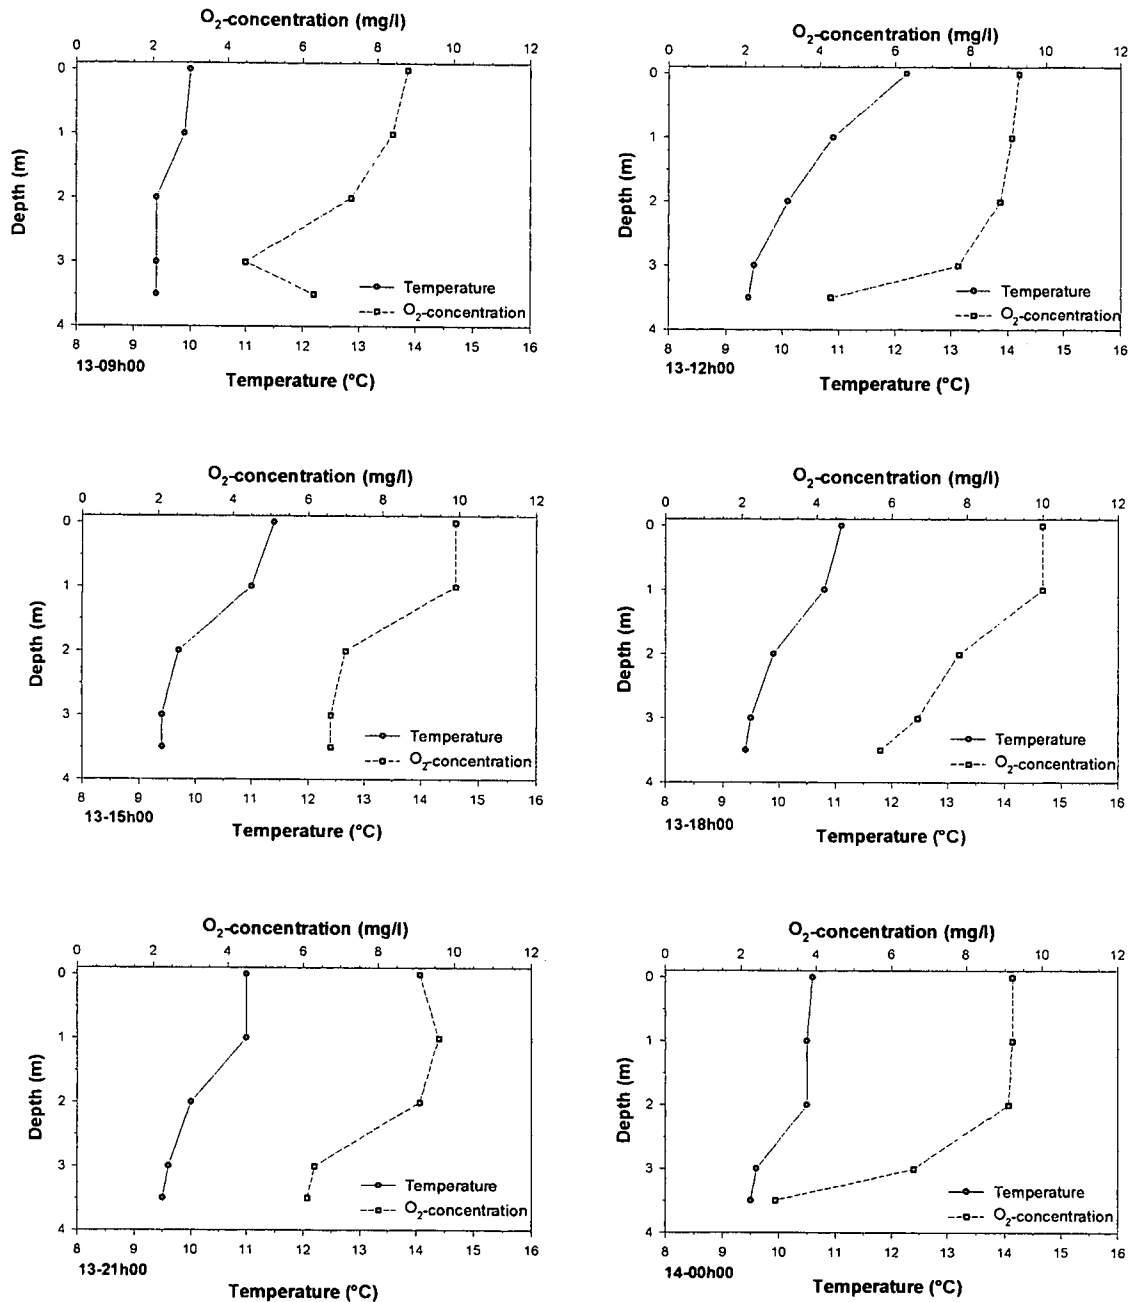 O2-concentration (mg/l)
0 2 4 6 8 10 12
0
1
2
3
4
Depth (m)
Temperature
O2-concentration
8 9 10 11 12 13 14 15 16
13-09h00
Temperature (°C)
O2-concentration (mg/l)
0 2 4 6 8 10 12
0
1
2
3
4
Depth (m)
Temperature
O2-concentration
8 9 10 11 12 13 14 15 16
13-12h00
Temperature (°C)
O2-concentration (mg/l)
0 2 4 6 8 10 12
0
1
2
3
4
Depth (m)
Temperature
O2-concentration
8 9 10 11 12 13 14 15 16
13-15h00
Temperature (°C)
O2-concentration (mg/l)
0 2 4 6 8 10 12
0
1
2
3
4
Depth (m)
Temperature
O2-concentration
8 9 10 11 12 13 14 15 16
13-18h00
Temperature (°C)
O2-concentration (mg/l)
0 2 4 6 8 10 12
0
1
2
3
4
Depth (m)
Temperature
O2-concentration
8 9 10 11 12 13 14 15 16
13-21h00
Temperature (°C)
O2-concentration (mg/l)
0 2 4 6 8 10 12
0
1
2
3
4
Depth (m)
Temperature
O2-concentration
8 9 10 11 12 13 14 15 16
14-00h00
Temperature (°C)